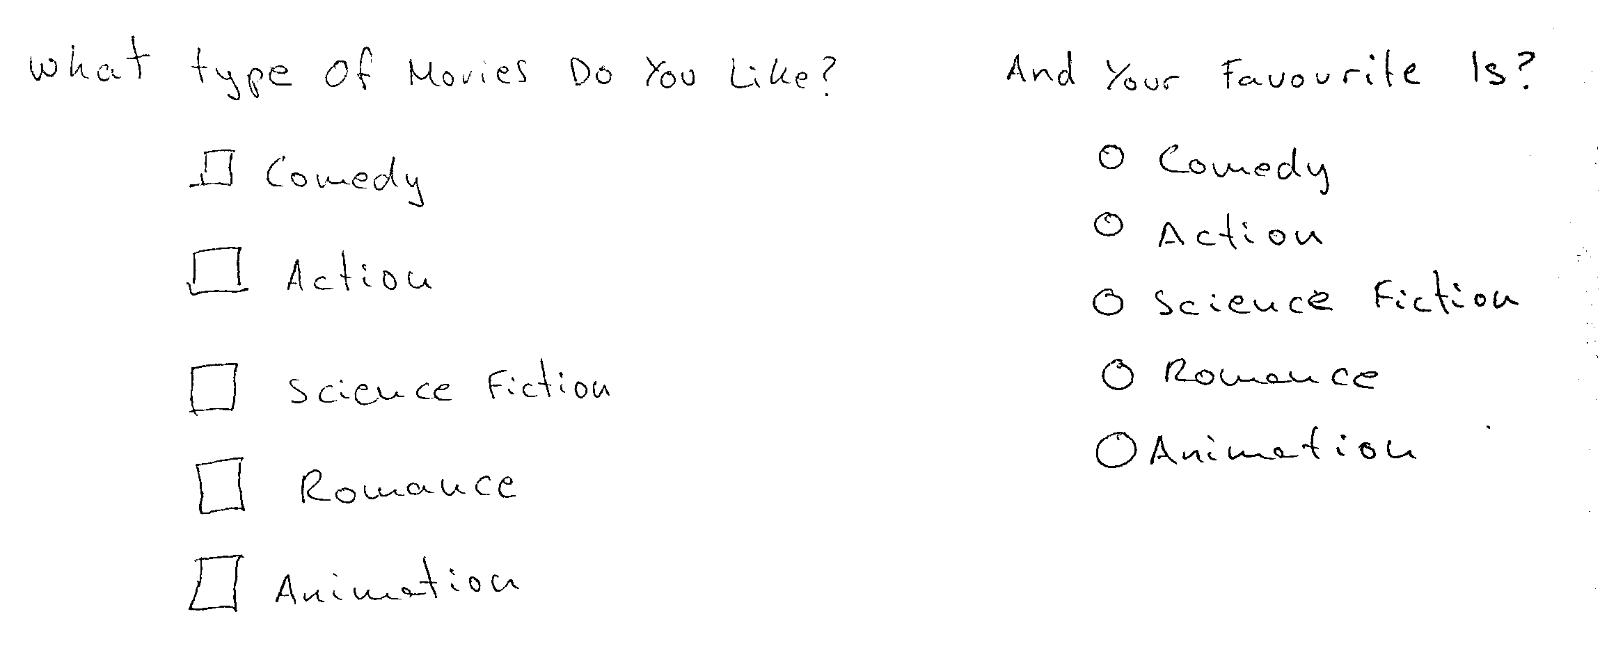 What type of Movies Do You Like?
Comedy
Action
Science Fiction
Romance
Animation
And Your Favourite Is?
Comedy
Action
Science Fiction
Romance
Animation